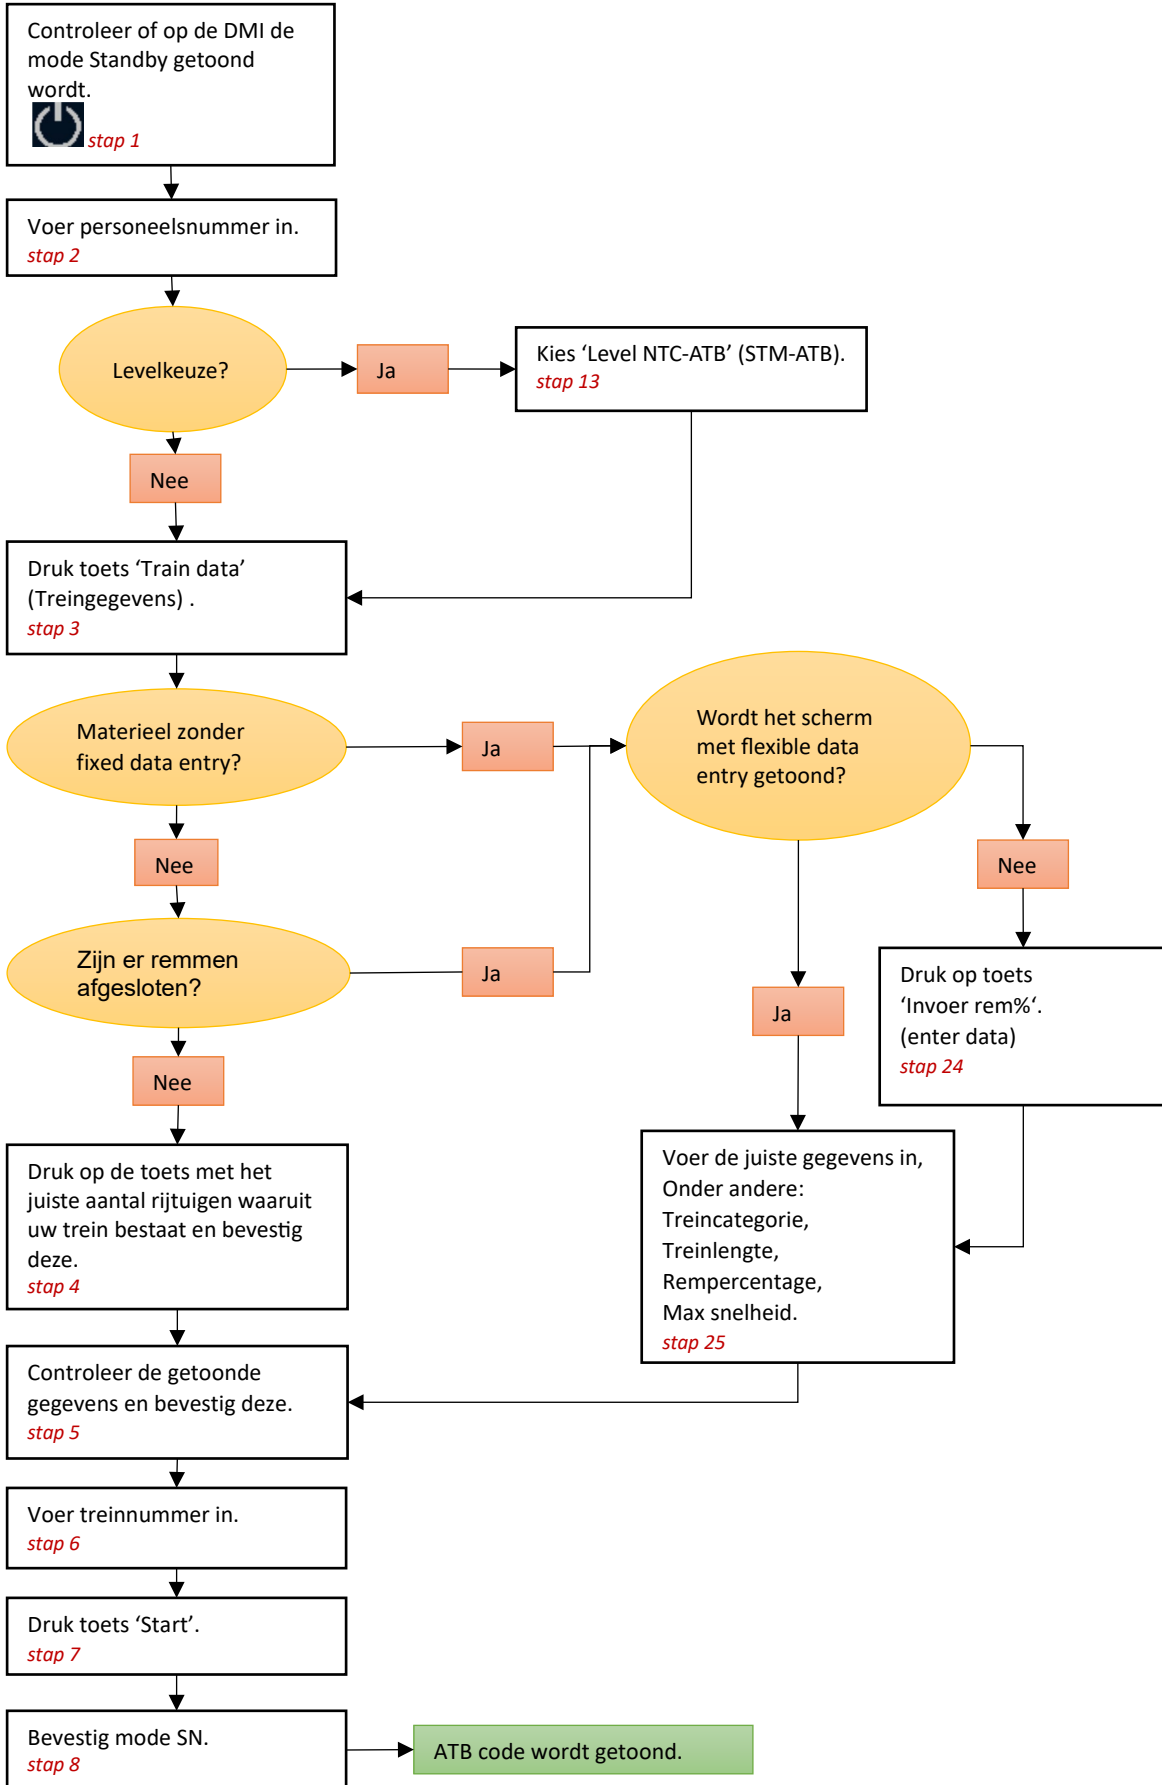 Controleer of op de DMI de
mode Standby getoond
wordt.
stap 1
Voer personeelsnummer in.
stap 2
Levelkeuze?
Ja
Kies ‘Level NTC-ATB’ (STM-ATB).
stap 13
Nee
Druk toets ‘Train data’
(Treingegevens) .
stap 3
Materieel zonder
fixed data entry?
Ja
Wordt het scherm
met flexible data
entry getoond?
Nee
Nee
Zijn er remmen
afgesloten?
Ja
Ja
Druk op toets
‘Invoer rem%‘.
(enter data)
stap 24
Nee
Druk op de toets met het
juiste aantal rijtuigen waaruit
uw trein bestaat en bevestig
deze.
stap 4
Voer de juiste gegevens in,
Onder andere:
Treincategorie,
Treinlengte,
Rempercentage,
Max snelheid.
stap 25
Controleer de getoonde
gegevens en bevestig deze.
stap 5
Voer treinnummer in.
stap 6
Druk toets ‘Start’.
stap 7
Bevestig mode SN.
stap 8
ATB code wordt getoond.